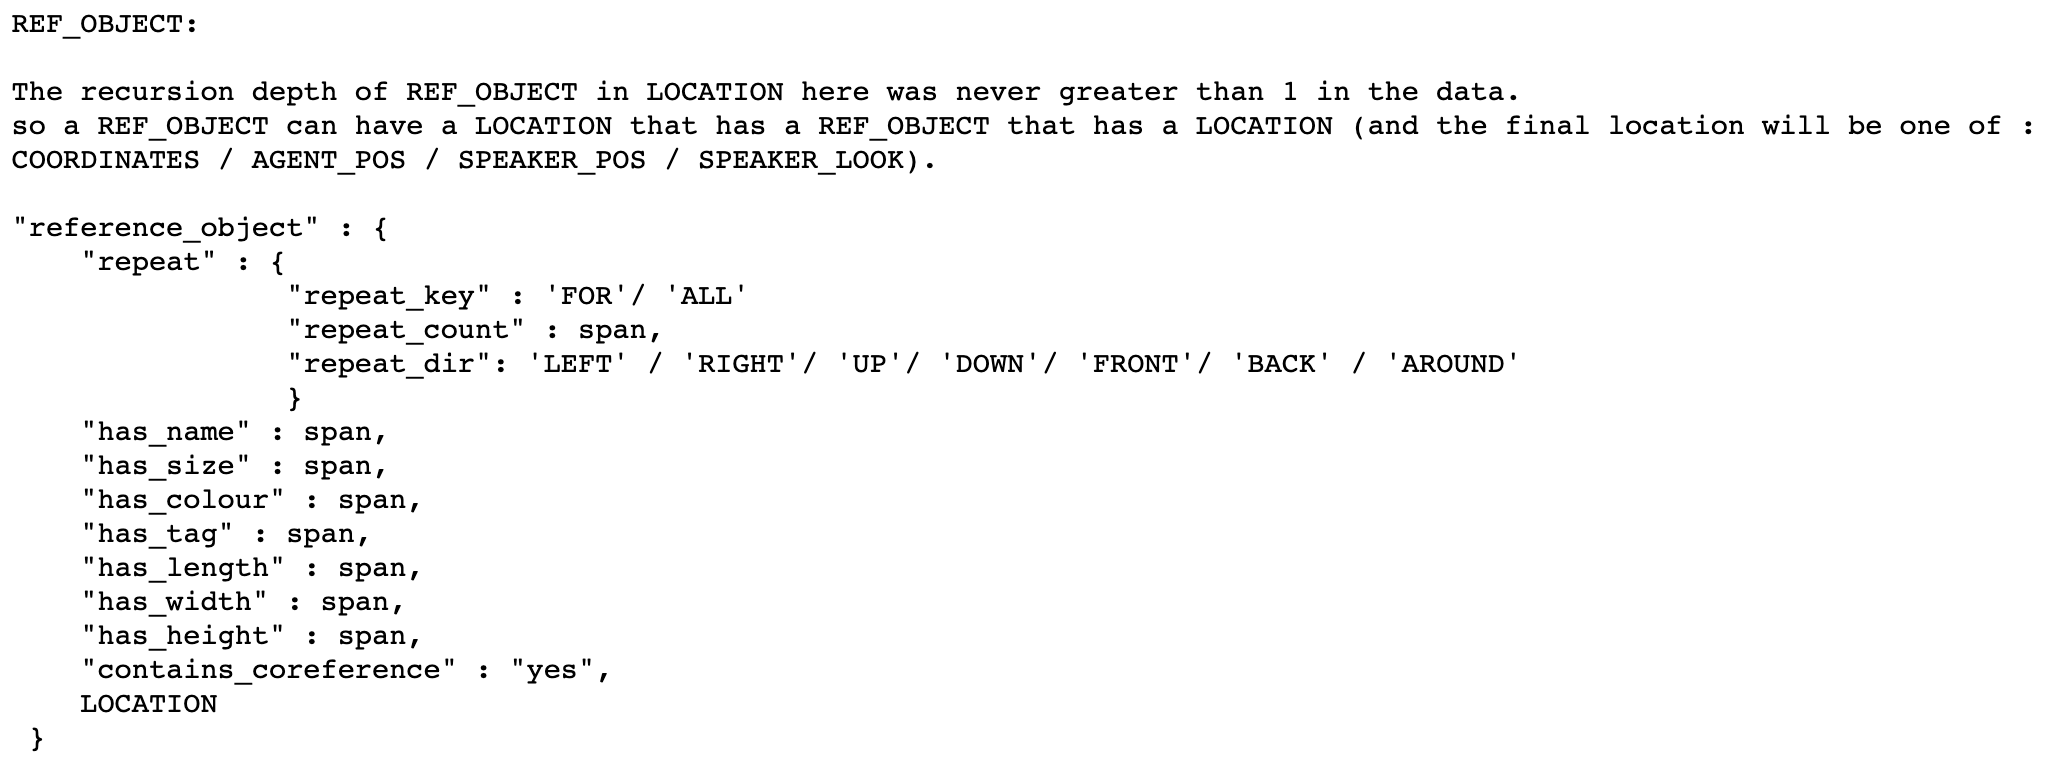 REF_OBJECT:
The recursion depth of REF_OBJECT in LOCATION here was never greater than 1 in the data.
so a REF_OBJECT can have a LOCATION that has a REF_OBJECT that has a LOCATION (and the final location will be one of :
COORDINATES / AGENT_POS / SPEAKER_POS / SPEAKER_LOOK).
"reference_object" : {
"repeat" : {
"repeat_key" : 'FOR'/ 'ALL'
"repeat_count" : span,
"repeat_dir": 'LEFT' / 'RIGHT'/ 'UP'/ 'DOWN'/ 'FRONT'/ 'BACK' / 'AROUND'
}
"has_name" : span,
"has_size" : span,
"has_colour" : span,
"has_tag" : span,
"has_length" : span,
"has_width" : span,
"has_height" : span,
"contains_coreference" : "yes",
LOCATION
}